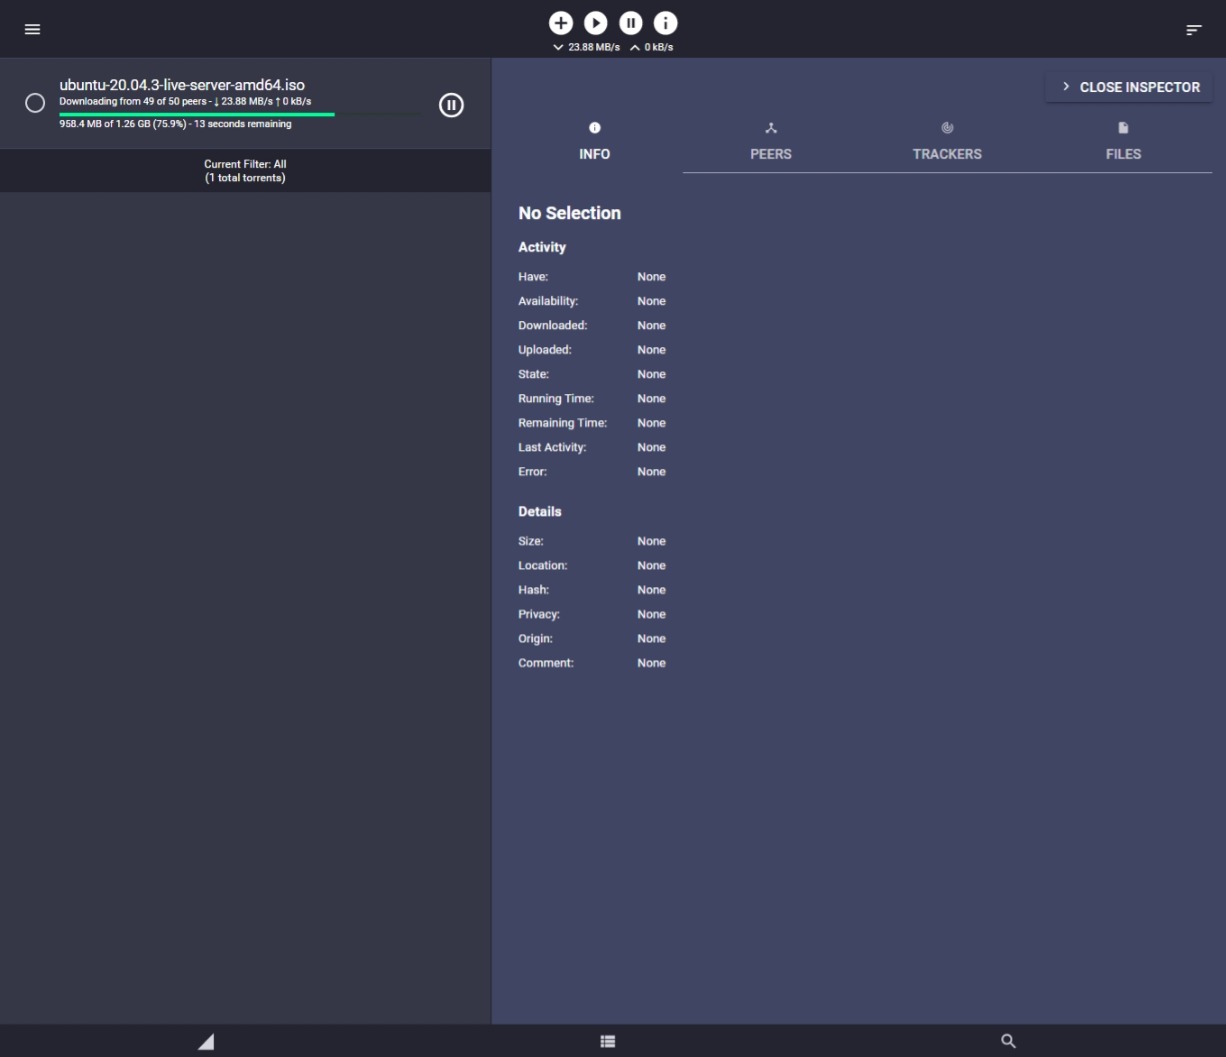 23.88 MB/s 0 kB/s
ubuntu-20.04.3-live-server-amd64.iso
Downloading from 49 of 50 peers - ↓ 23.88 MB/s ↑ 0 kB/s
958.4 MB of 1.26 GB (75.9%) - 13 seconds remaining
Current Filter: All
(1 total torrents)
CLOSE INSPECTOR
INFO PEERS TRACKERS FILES
No Selection
Activity
Have: None
Availability: None
Downloaded: None
Uploaded: None
State: None
Running Time: None
Remaining Time: None
Last Activity: None
Error: None
Details
Size: None
Location: None
Hash: None
Privacy: None
Origin: None
Comment: None